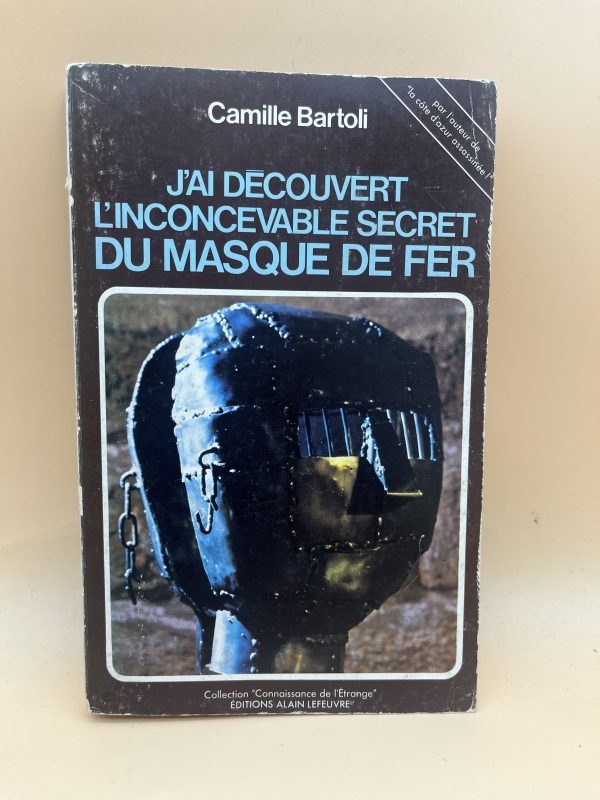 Camille Bartoli
par l'auteur de
"la côte d'azur assassinée!"
J'AI DÉCOUVERT
L'INCONCEVABLE SECRET
DU MASQUE DE FER
Collection "Connaissance de l'Étrange"
ÉDITIONS ALAIN LEFEUVRE